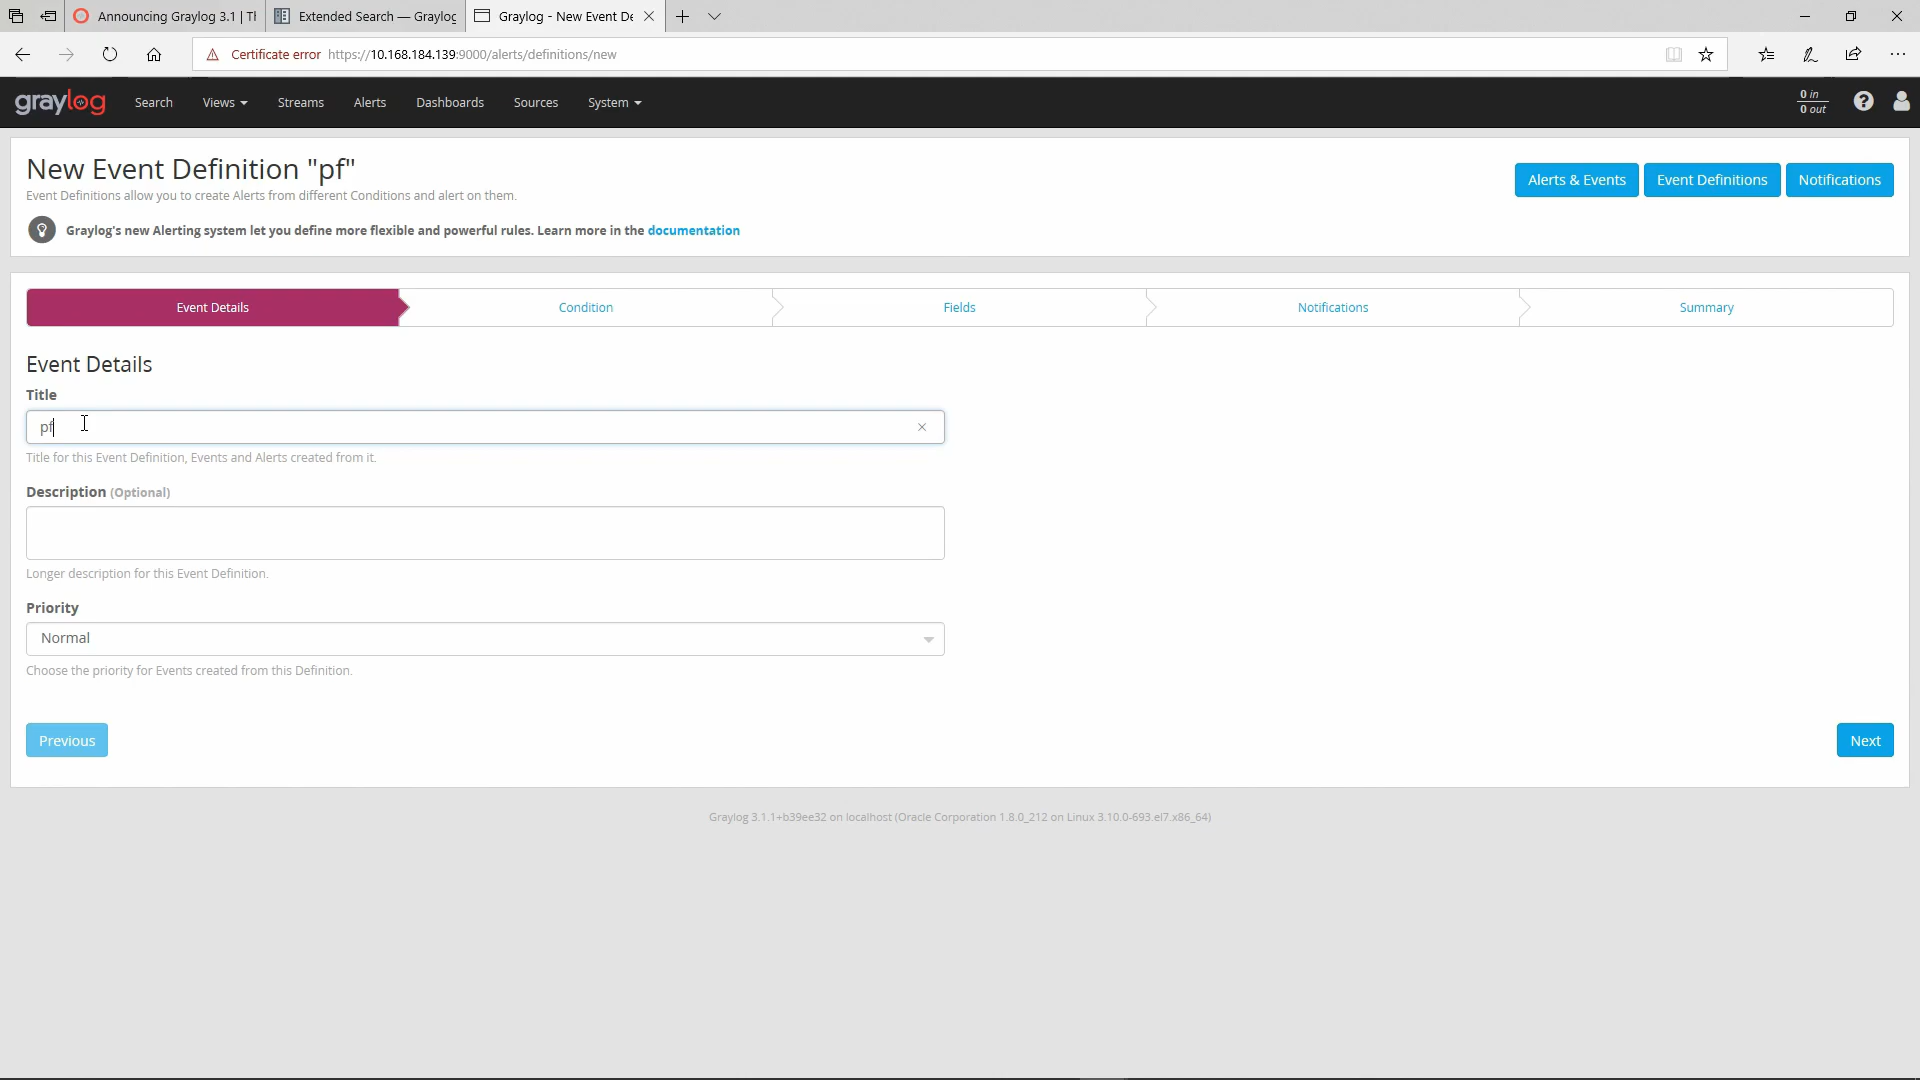 Announcing Graylog 3.1 | Th
Extended Search — Graylog
Graylog - New Event De
Certificate error https://10.168.184.139:9000/alerts/definitions/new
graylog Search Views Streams Alerts Dashboards Sources System
0 in
0 out
New Event Definition "pf"
Event Definitions allow you to create Alerts from different Conditions and alert on them.
Graylog's new Alerting system let you define more flexible and powerful rules. Learn more in the documentation
Alerts & Events Event Definitions Notifications
Event Details Condition Fields Notifications Summary
Event Details
Title
pf
Title for this Event Definition, Events and Alerts created from it.
Description (Optional)
Longer description for this Event Definition.
Priority
Normal
Choose the priority for Events created from this Definition.
Previous Next
Graylog 3.1.1+b39ee32 on localhost (Oracle Corporation 1.8.0_212 on Linux 3.10.0-693.el7.x86_64)